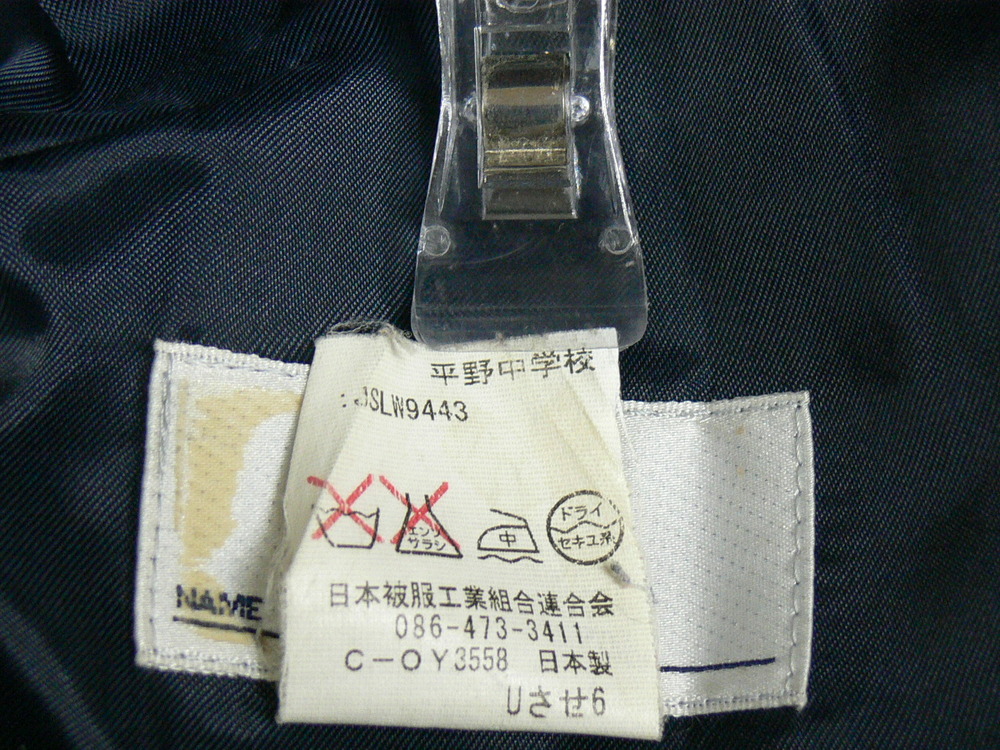 平野中学校
:JSLW9443
エンソ
サラシ
中
ドライ
セキユ系
NAME
日本被服工業組合連合会
086-473-3411
C-OY3558 日本製
Uさせ6